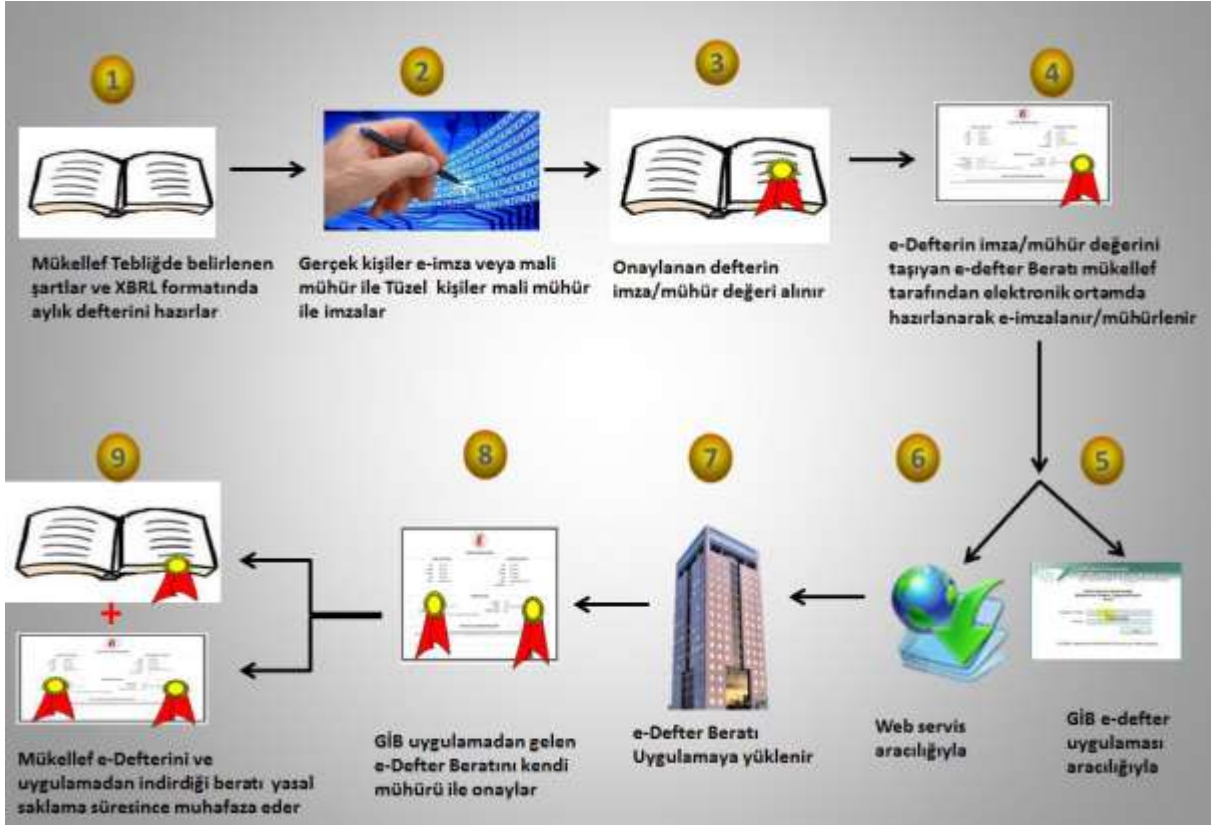 1
Mükellef Tebliğde belirlenen
şartlar ve XBRL formatında
aylık defterini hazırlar
2
Gerçek kişiler e-imza veya mali
mühür ile Tüzel kişiler mali mühür
ile imzalar
3
Onaylanan defterin
imza/mühür değeri alınır
4
e-Defterin imza/mühür değerini
taşıyan e-defter Beratı mükellef
tarafından elektronik ortamda
hazırlanarak e-imzalanır/mühürlenir
5
GİB e-defter
uygulaması
aracılığıyla
6
Web servis
aracılığıyla
7
e-Defter Beratı
Uygulamaya yüklenir
8
GİB uygulamadan gelen
e-Defter Beratını kendi
mühürü ile onaylar
9
+
Mükellef e-Defterini ve
uygulamadan indirdiği beratı yasal
saklama süresince muhafaza eder